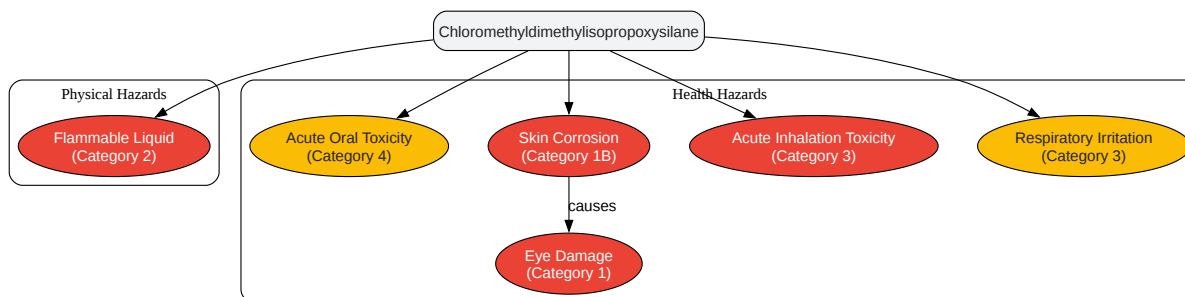 Chloromethyldimethylisopropoxysilane
Physical Hazards
Health Hazards
Flammable Liquid
(Category 2)
Acute Oral Toxicity
(Category 4)
Skin Corrosion
(Category 1B)
Acute Inhalation Toxicity
(Category 3)
Respiratory Irritation
(Category 3)
causes
Eye Damage
(Category 1)